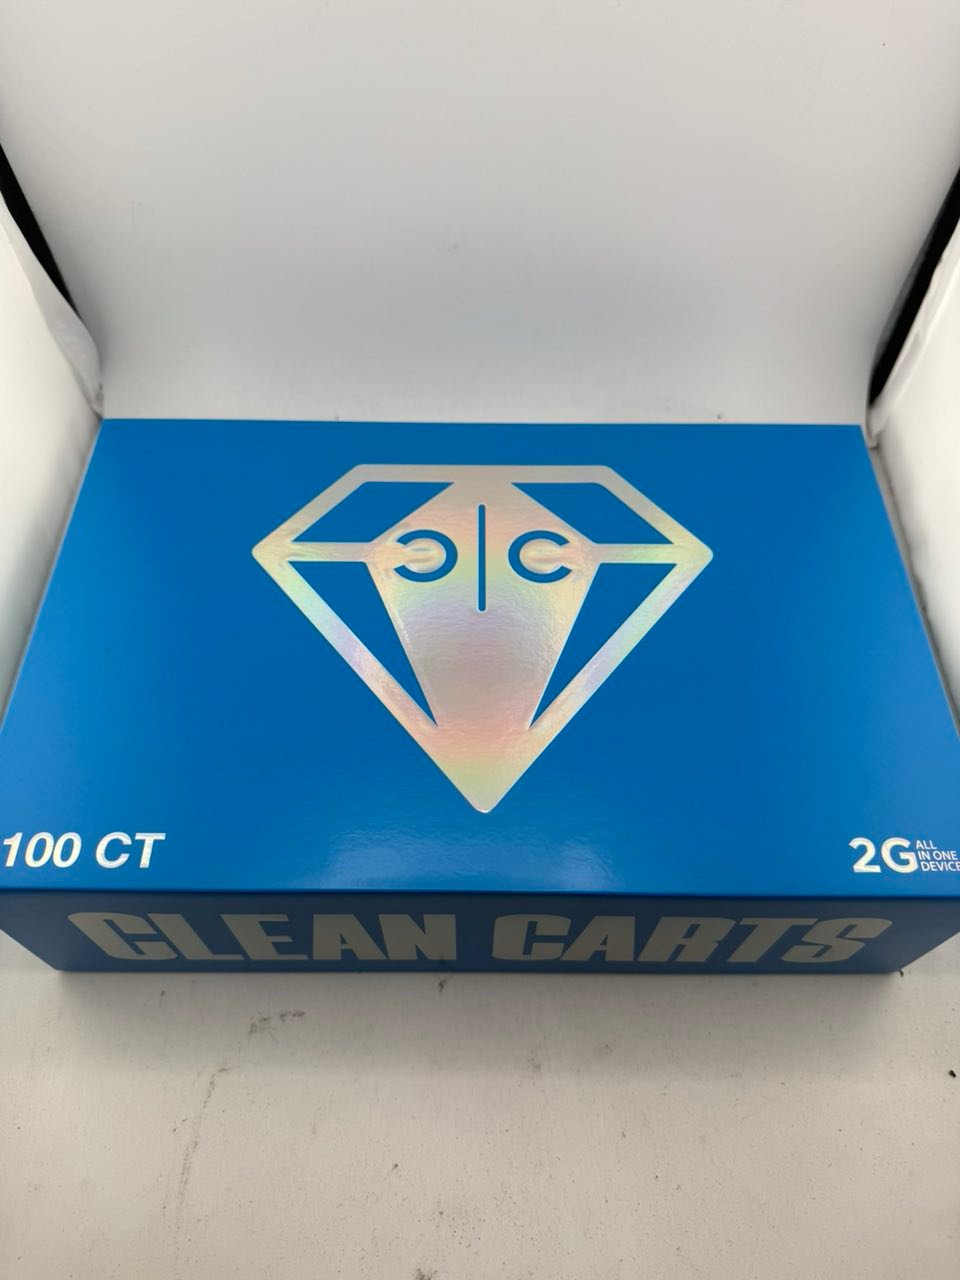 Ɔ|C
100 CT
2G ALL
IN ONE
DEVICE
CLEAN CARTS